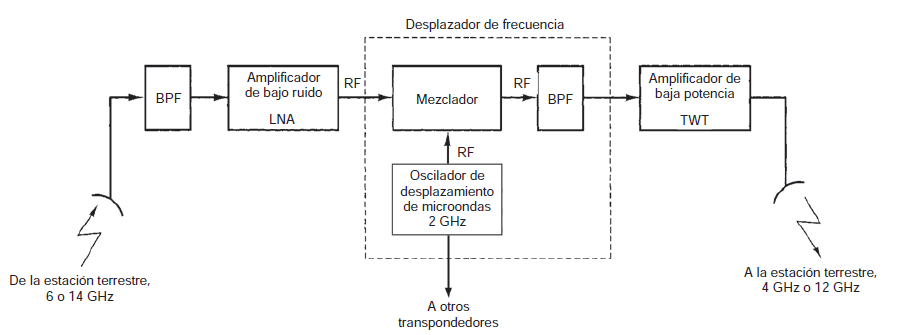 Desplazador de frecuencia
BPF
Amplificador
de bajo ruido
LNA
RF
Mezclador
RF
BPF
Amplificador de
baja potencia
TWT
RF
Oscilador de
desplazamiento
de microondas
2 GHz
De la estación terrestre,
6 o 14 GHz
A otros
transpondedores
A la estación terrestre,
4 GHz o 12 GHz